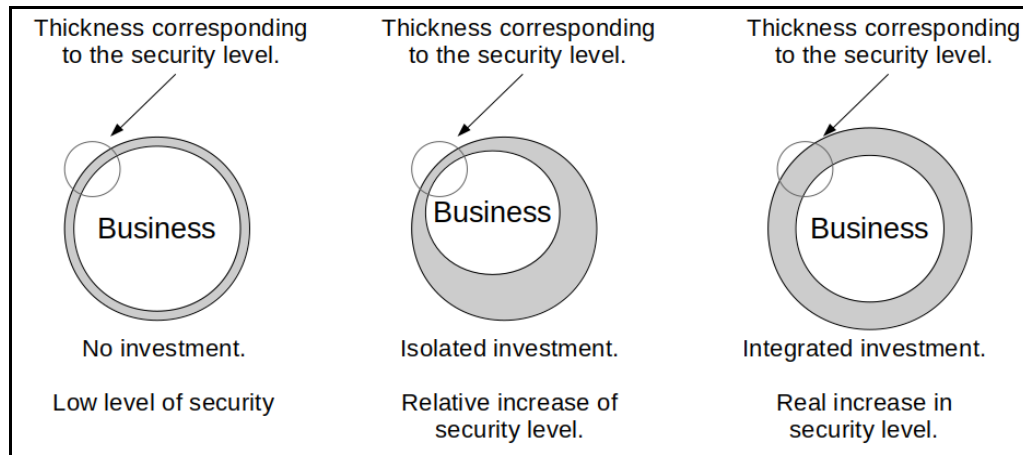 Thickness corresponding
to the security level.
Business
No investment.
Low level of security
Thickness corresponding
to the security level.
Business
Isolated investment.
Relative increase of
security level.
Thickness corresponding
to the security level.
Business
Integrated investment.
Real increase in
security level.